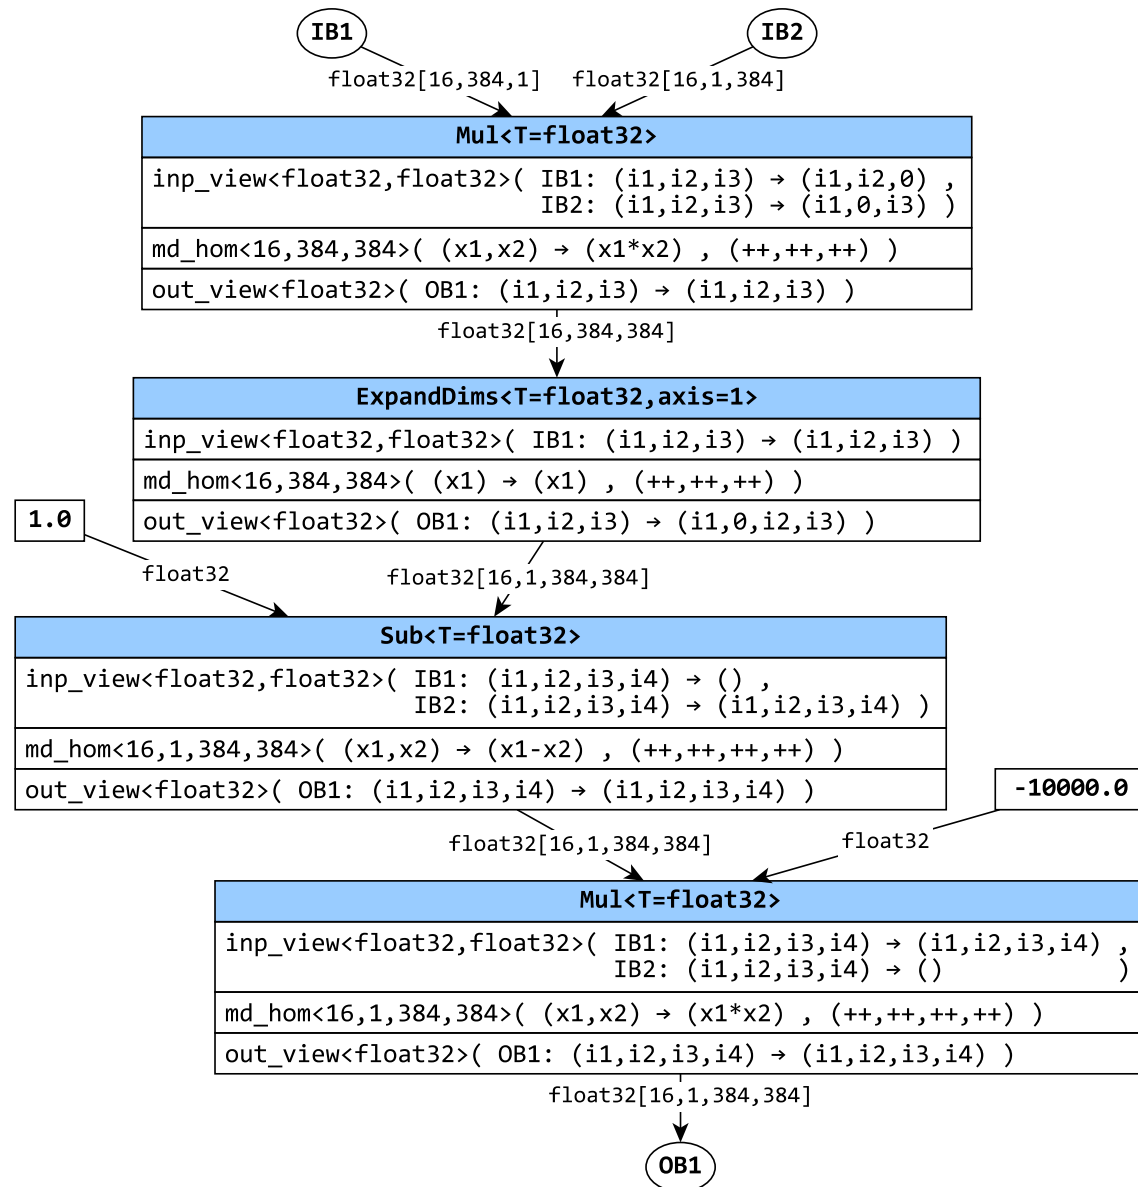 IB1
IB2
float32[16,384,1]
float32[16,1,384]
Mul<T=float32>
inp_view<float32,float32>( IB1: (i1,i2,i3) → (i1,i2,0) ,
IB2: (i1,i2,i3) → (i1,0,i3) )
md_hom<16,384,384>( (x1,x2) → (x1*x2) , (++,++,++) )
out_view<float32>( OB1: (i1,i2,i3) → (i1,i2,i3) )
float32[16,384,384]
ExpandDims<T=float32,axis=1>
inp_view<float32,float32>( IB1: (i1,i2,i3) → (i1,i2,i3) )
md_hom<16,384,384>( (x1) → (x1) , (++,++,++) )
out_view<float32>( OB1: (i1,i2,i3) → (i1,0,i2,i3) )
1.0
float32
float32[16,1,384,384]
Sub<T=float32>
inp_view<float32,float32>( IB1: (i1,i2,i3,i4) → () ,
IB2: (i1,i2,i3,i4) → (i1,i2,i3,i4) )
md_hom<16,1,384,384>( (x1,x2) → (x1-x2) , (++,++,++,++) )
out_view<float32>( OB1: (i1,i2,i3,i4) → (i1,i2,i3,i4) )
-10000.0
float32[16,1,384,384]
float32
Mul<T=float32>
inp_view<float32,float32>( IB1: (i1,i2,i3,i4) → (i1,i2,i3,i4) ,
IB2: (i1,i2,i3,i4) → () )
md_hom<16,1,384,384>( (x1,x2) → (x1*x2) , (++,++,++,++) )
out_view<float32>( OB1: (i1,i2,i3,i4) → (i1,i2,i3,i4) )
float32[16,1,384,384]
OB1